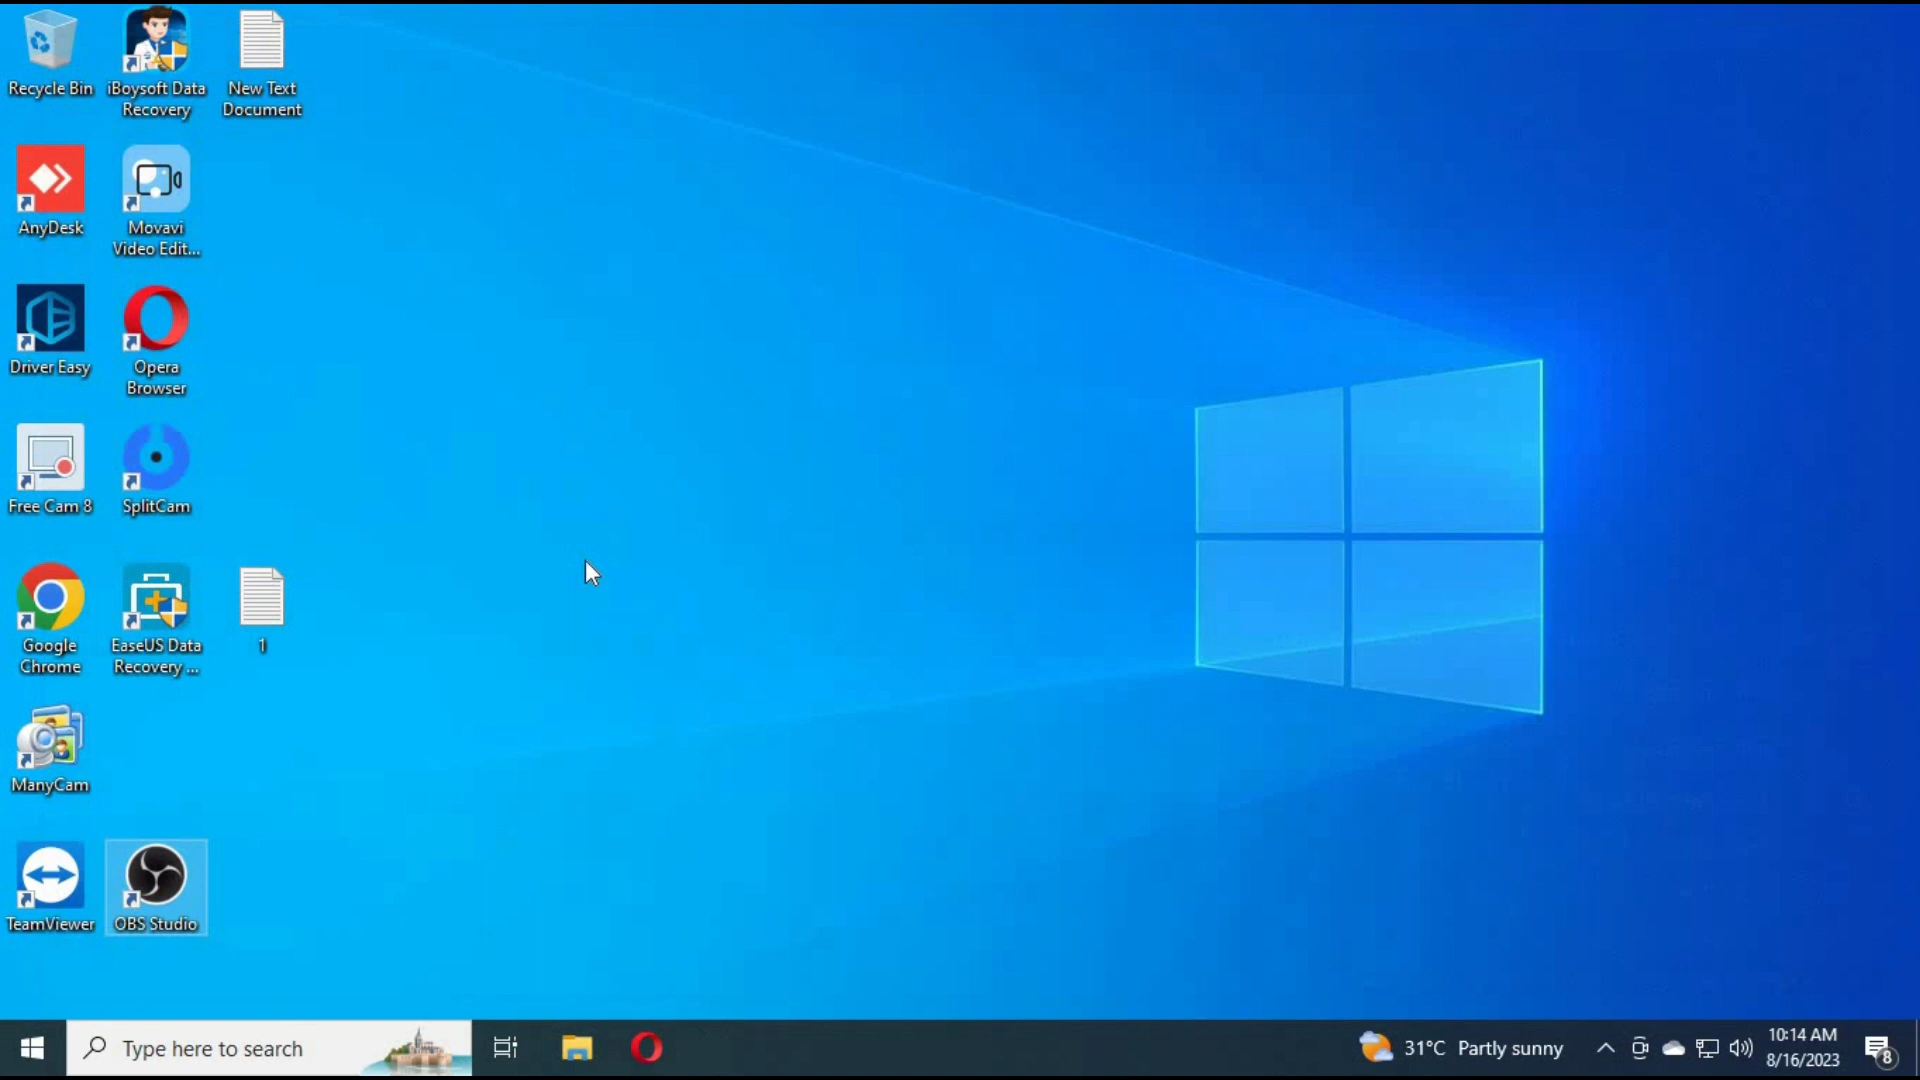 Recycle Bin
iBoysoft Data
Recovery
New Text
Document
AnyDesk
Movavi
Video Edit...
Driver Easy
Opera
Browser
Free Cam 8
SplitCam
Google
Chrome
EaseUS Data
Recovery ...
1
ManyCam
TeamViewer
OBS Studio
Type here to search
31°C Partly sunny
10:14 AM
8/16/2023
8